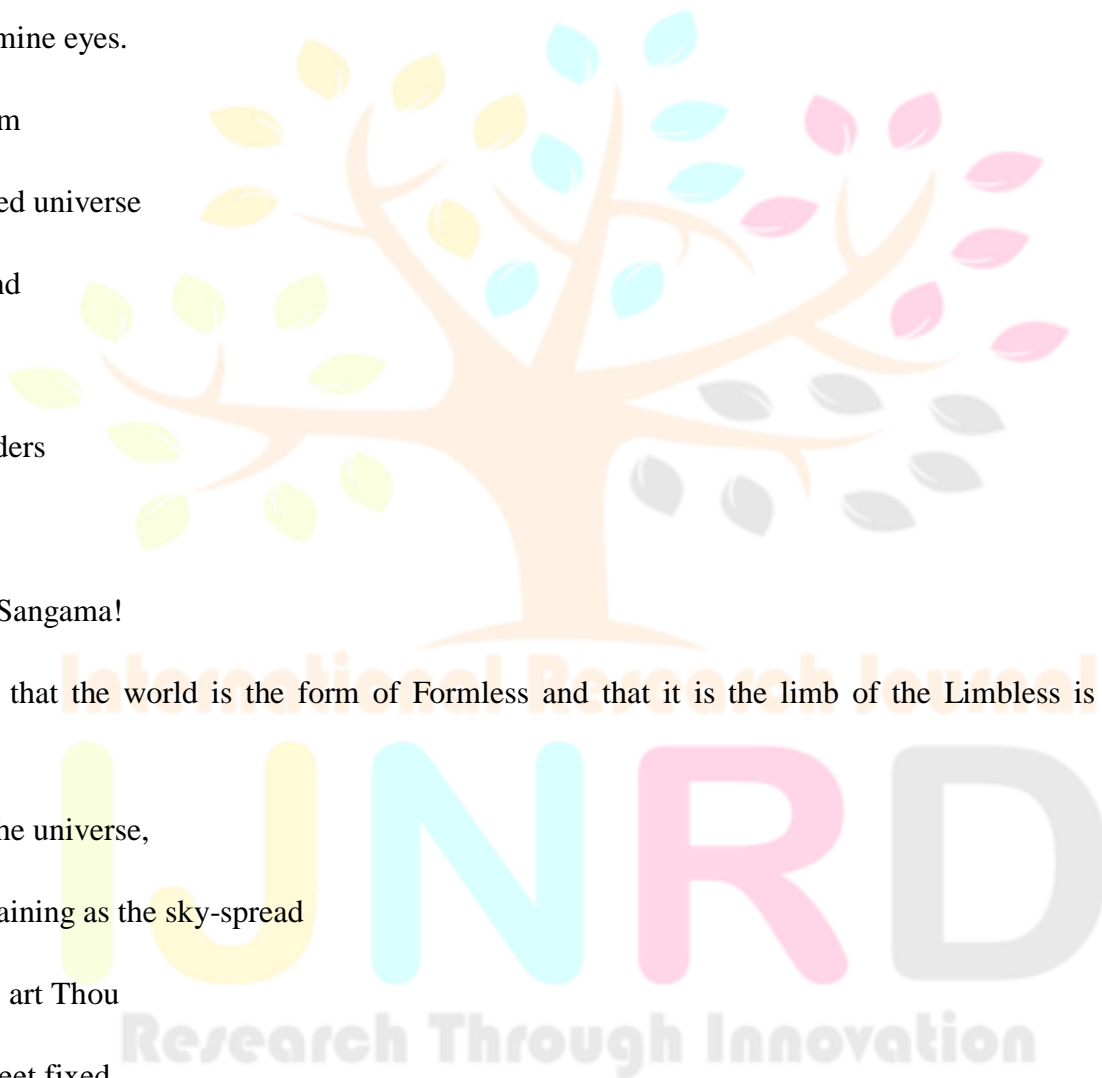 mine eyes.
m
ed universe
nd
ders
Sangama!
that the world is the form of Formless and that it is the limb of the Limbless is
International Research Journal
IJNRD
he universe,
aining as the sky-spread
art Thou
Research Through Innovation
eet fixed